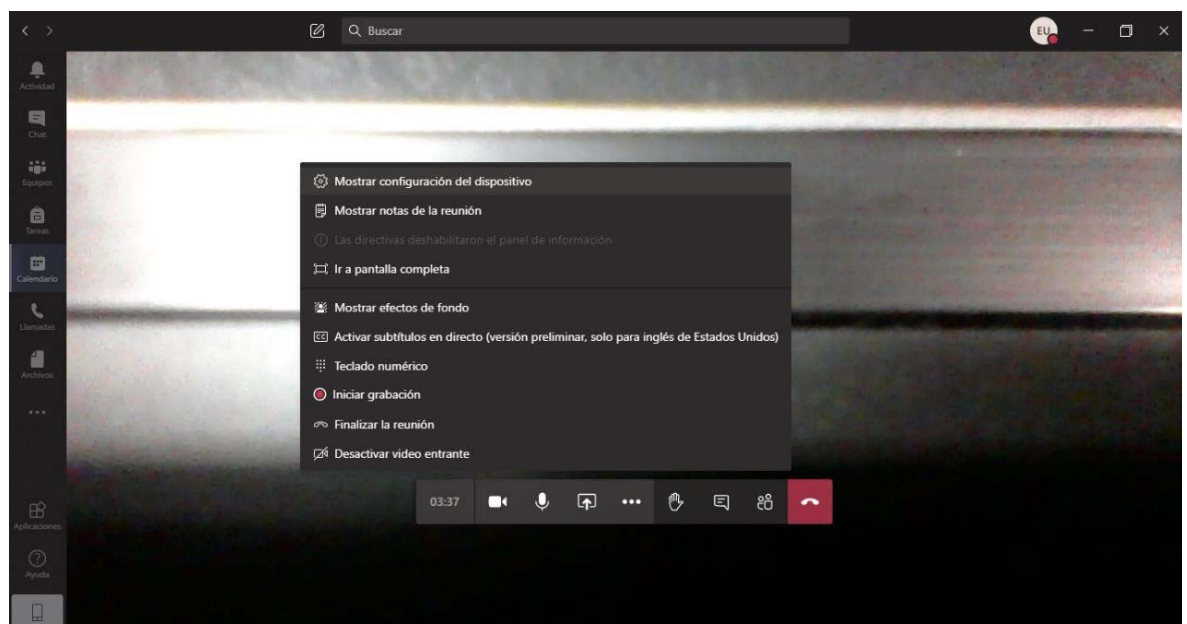 Buscar
EU
Actividad
Chat
Equipos
Tareas
Calendario
Llamadas
Archivos
Aplicaciones
Ayuda
Mostrar configuración del dispositivo
Mostrar notas de la reunión
Las directivas deshabilitaron el panel de información
Ir a pantalla completa
Mostrar efectos de fondo
CC Activar subtítulos en directo (versión preliminar, solo para inglés de Estados Unidos)
Teclado numérico
Iniciar grabación
Finalizar la reunión
Desactivar video entrante
03:37